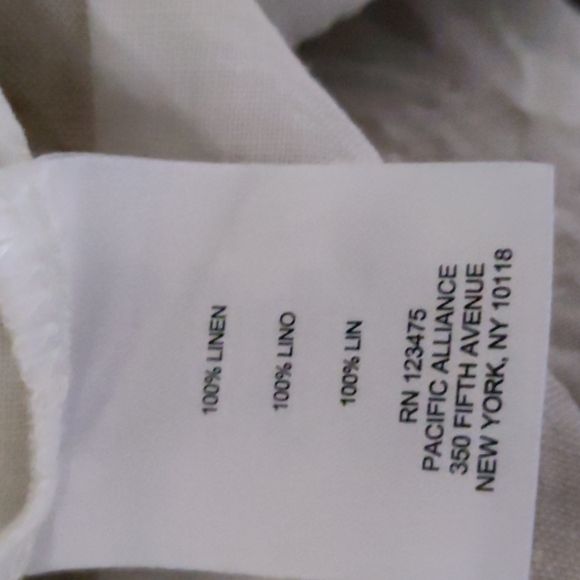 100% LINEN
100% LINO
100% LIN
RN 123475
PACIFIC ALLIANCE
350 FIFTH AVENUE
NEW YORK, NY 10118